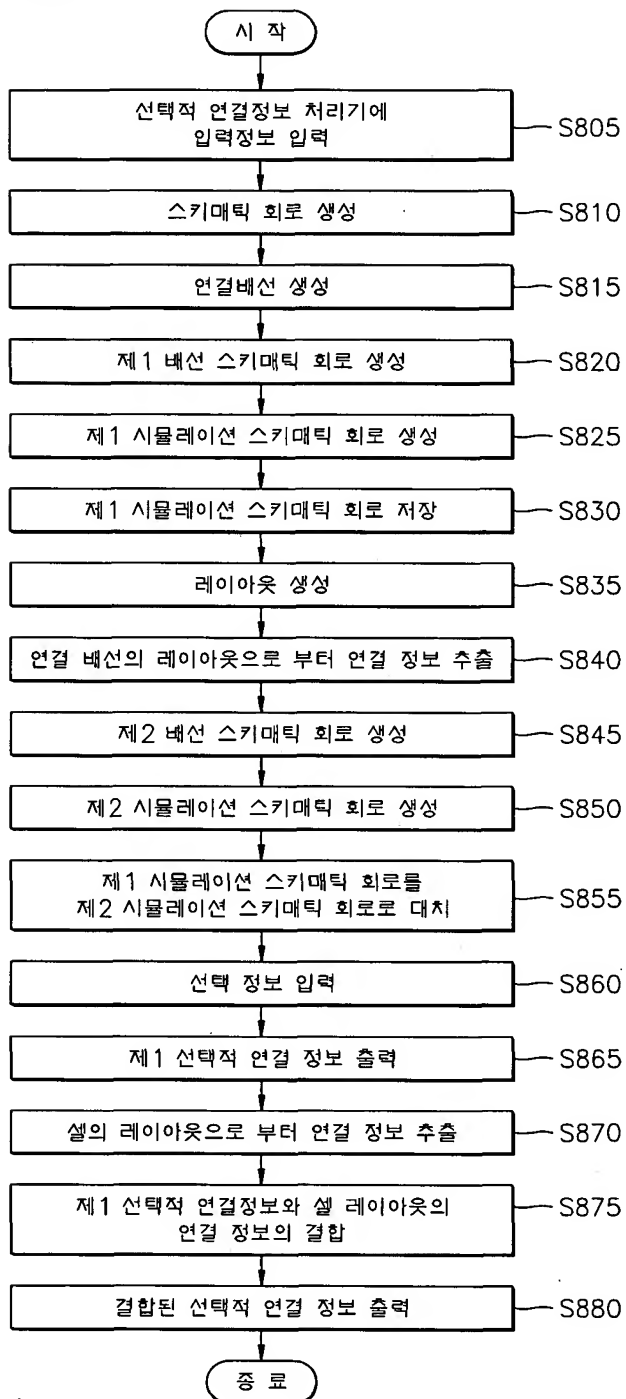 시 작
선택적 연결정보 처리기에
입력정보 입력
S805
스키매틱 회로 생성
S810
연결배선 생성
S815
제1 배선 스키매틱 회로 생성
S820
제1 시뮬레이션 스키매틱 회로 생성
S825
제1 시뮬레이션 스키매틱 회로 저장
S830
레이아웃 생성
S835
연결 배선의 레이아웃으로 부터 연결 정보 추출
S840
제2 배선 스키매틱 회로 생성
S845
제2 시뮬레이션 스키매틱 회로 생성
S850
제1 시뮬레이션 스키매틱 회로를
제2 시뮬레이션 스키매틱 회로로 대치
S855
선택 정보 입력
S860
제1 선택적 연결 정보 출력
S865
셀의 레이아웃으로 부터 연결 정보 추출
S870
제1 선택적 연결정보와 셀 레이아웃의
연결 정보의 결합
S875
결합된 선택적 연결 정보 출력
S880
종 료